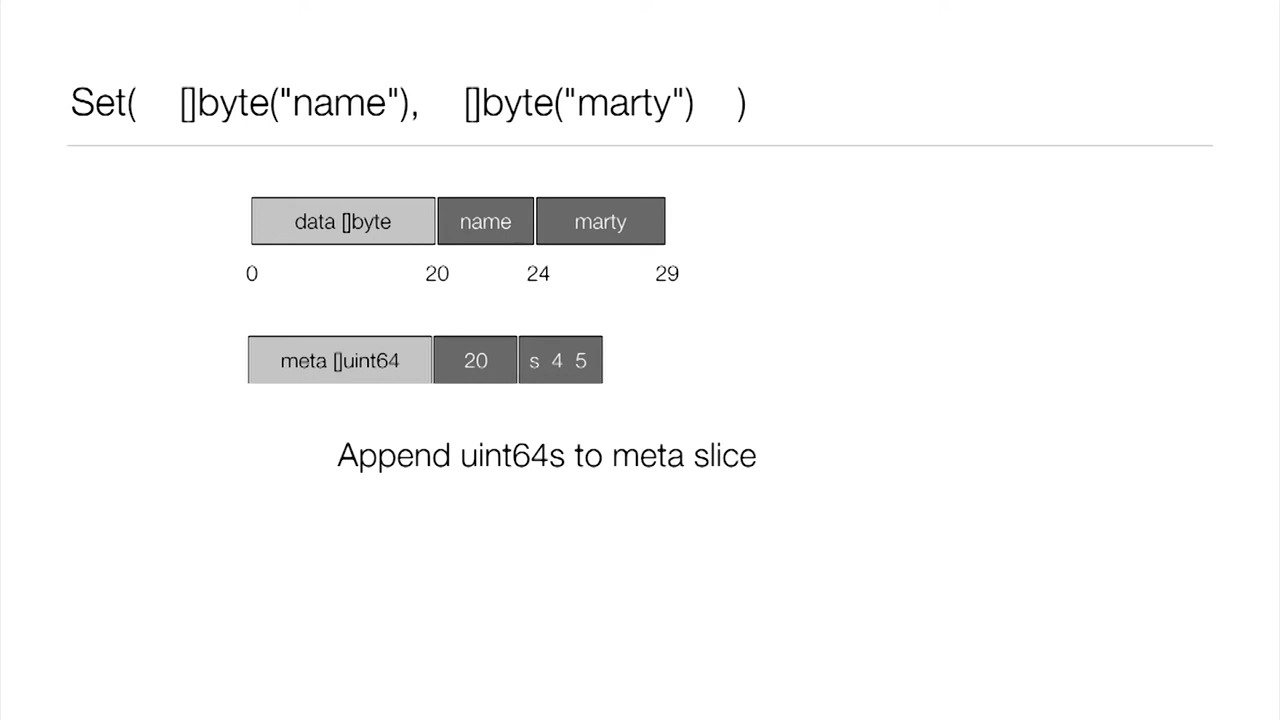 Set( []byte("name"), []byte("marty") )
data []byte name marty
0 20 24 29
meta []uint64 20 s 4 5
Append uint64s to meta slice